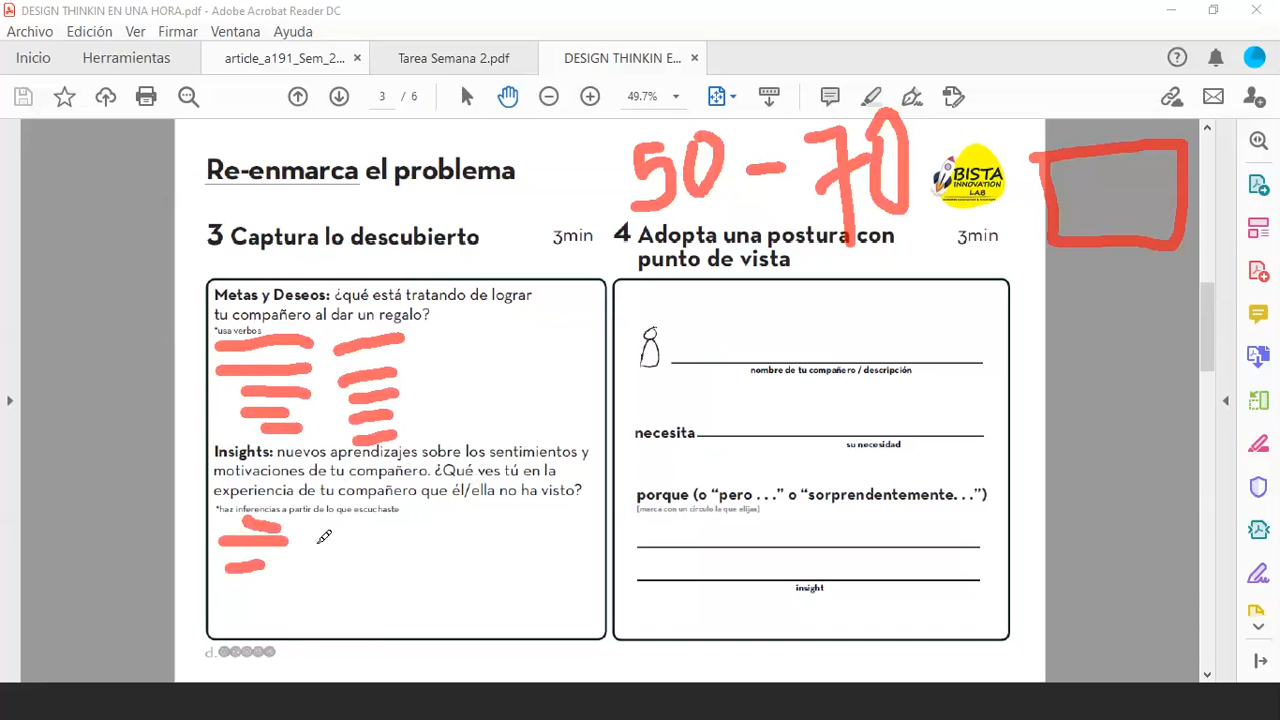 DESIGN THINKIN EN UNA HORA.pdf - Adobe Acrobat Reader DC
Archivo Edición Ver Firmar Ventana Ayuda
Inicio Herramientas article_a191_Sem_2... Tarea Semana 2.pdf DESIGN THINKIN E...
3 / 6 49.7%
Re-enmarca el problema
50 - 70
BISTA
INNOVATION
LAB
3 Captura lo descubierto 3min
4 Adopta una postura con
punto de vista
3min
Metas y Deseos: ¿qué está tratando de lograr
tu compañero al dar un regalo?
*usa verbos
Insights: nuevos aprendizajes sobre los sentimientos y
motivaciones de tu compañero. ¿Qué ves tú en la
experiencia de tu compañero que él/ella no ha visto?
*haz inferencias a partir de lo que escuchaste
nombre de tu compañero / descripción
necesita
su necesidad
porque (o “pero . . .” o “sorprendentemente. . .”)
[marca con un círculo la que elijas]
insight
d.